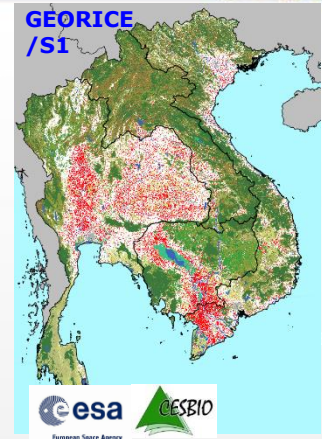 GEORICE
/S1
esa
European Space Agency
CESBIO